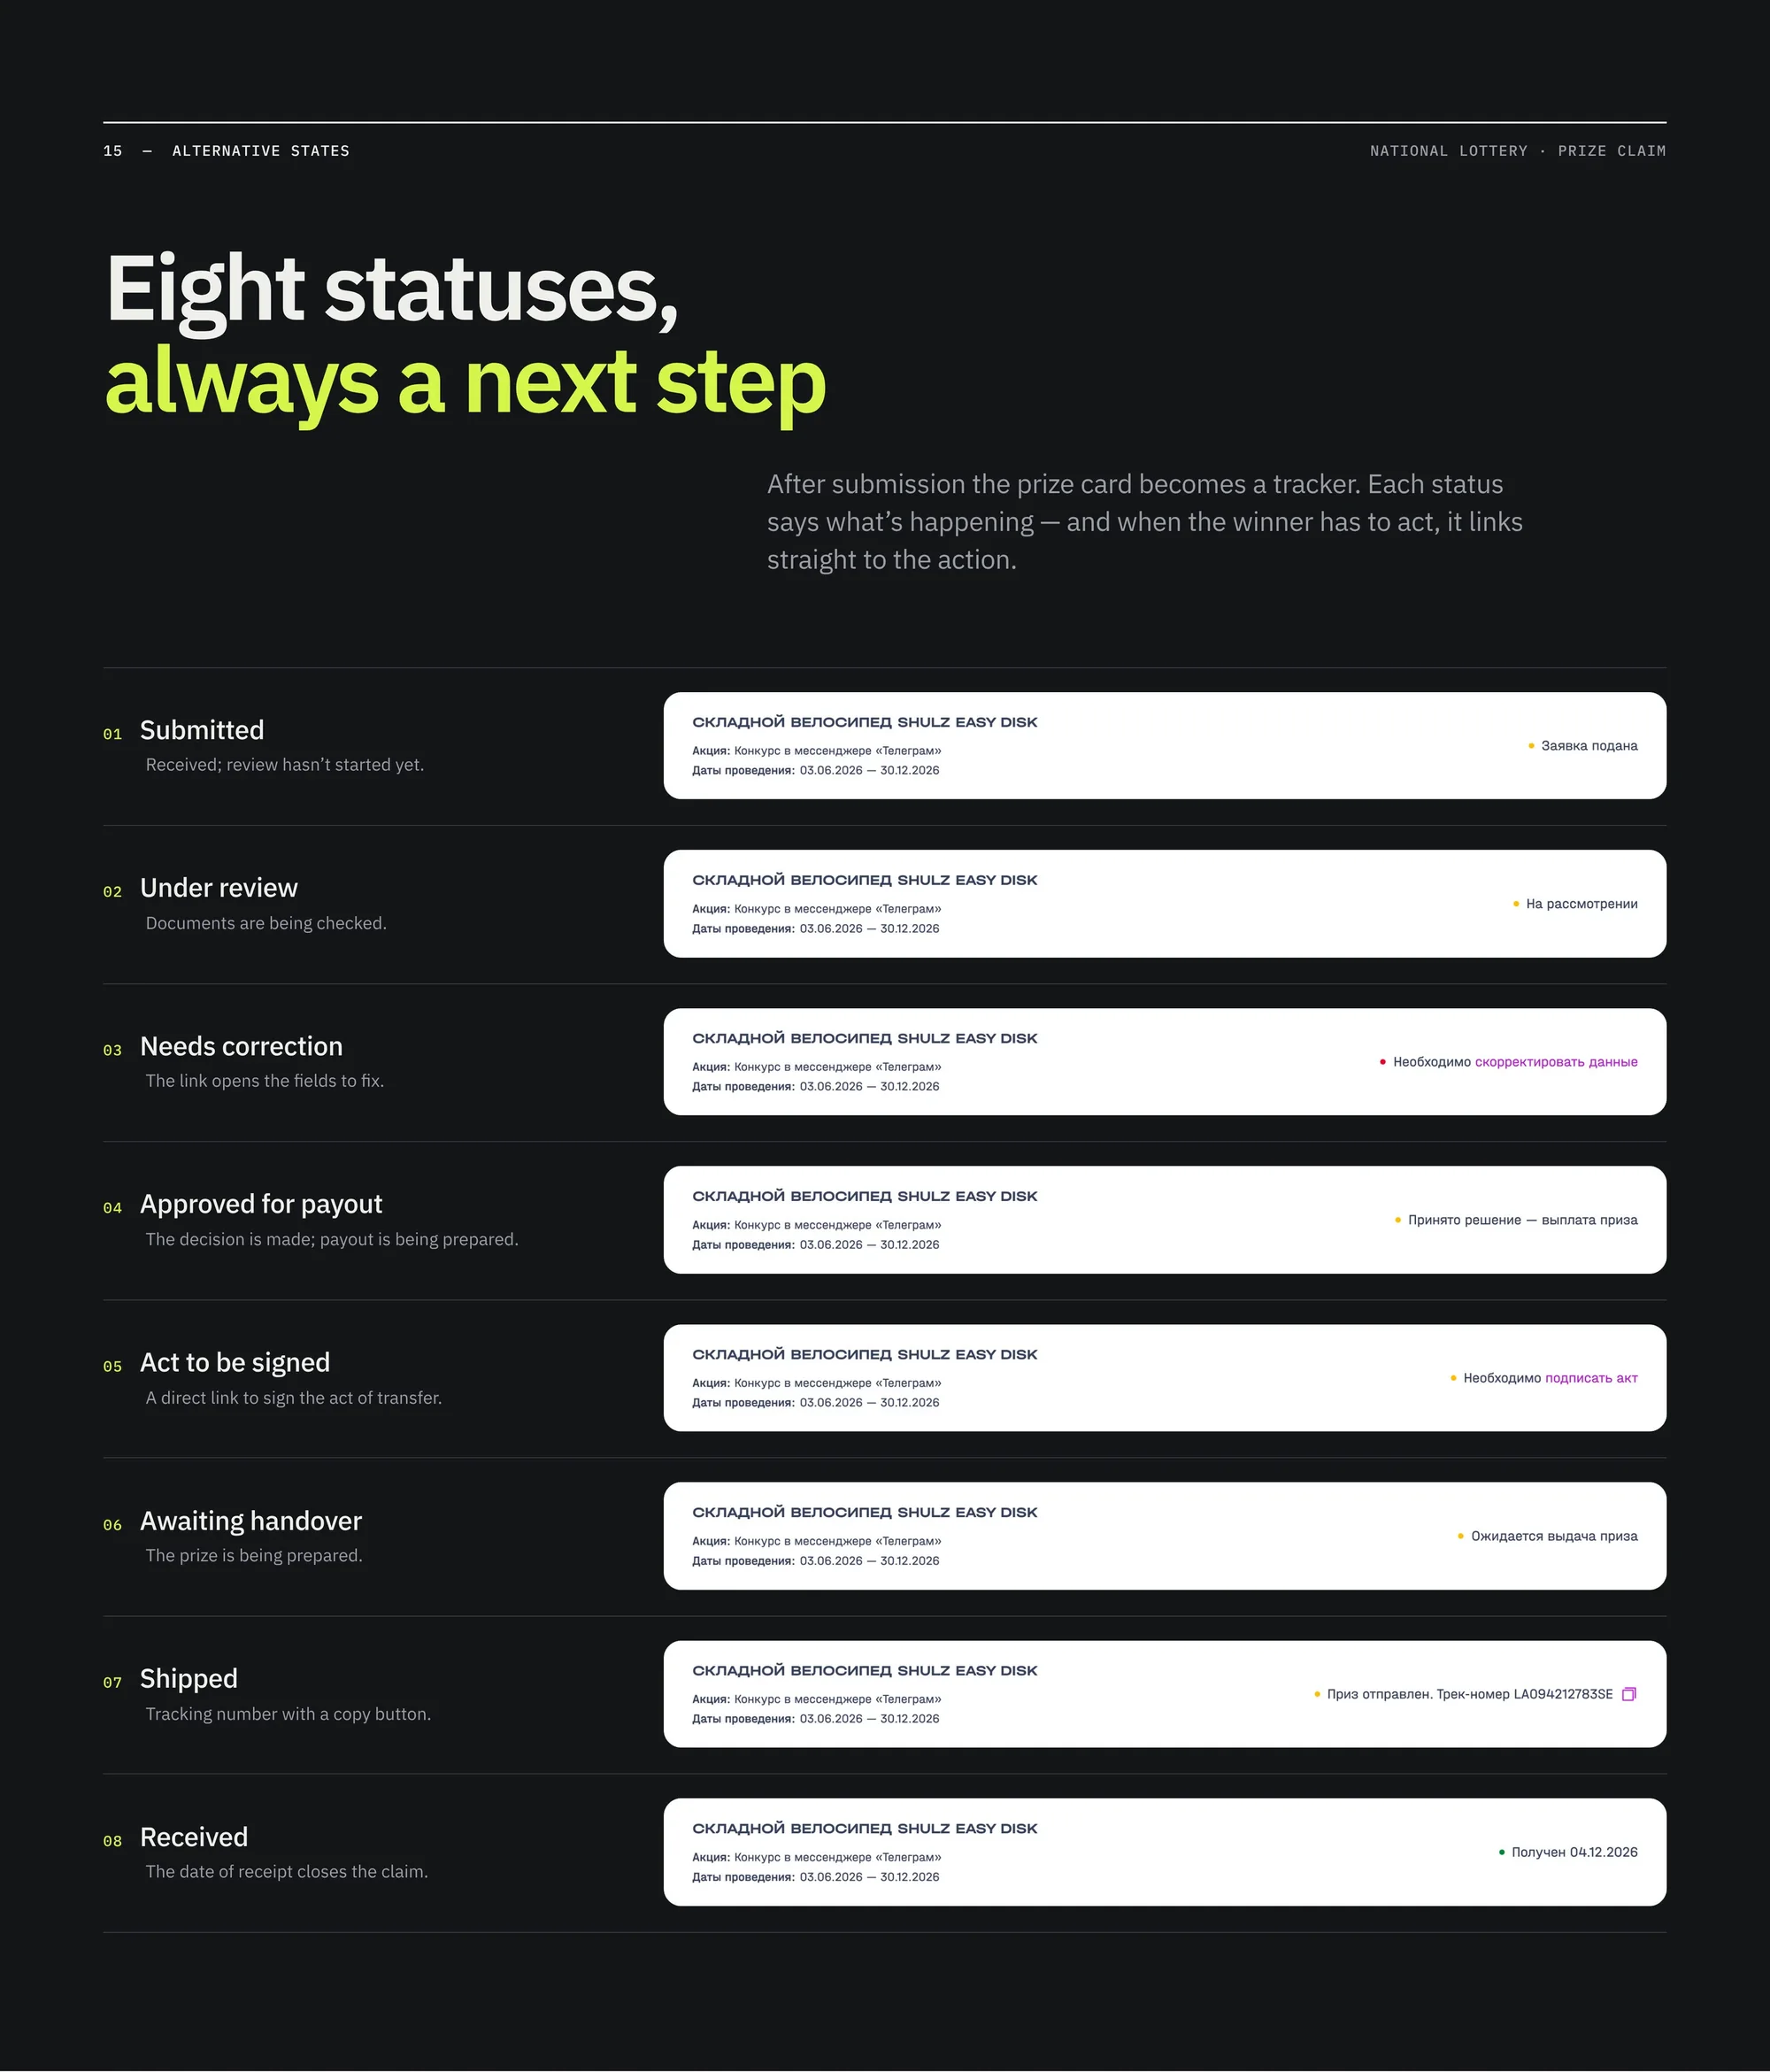 15 — ALTERNATIVE STATES
NATIONAL LOTTERY · PRIZE CLAIM
Eight statuses,
always a next step
After submission the prize card becomes a tracker. Each status
says what’s happening — and when the winner has to act, it links
straight to the action.
01 Submitted
Received; review hasn’t started yet.
СКЛАДНОЙ ВЕЛОСИПЕД SHULZ EASY DISK
Акция: Конкурс в мессенджере «Телеграм»
Даты проведения: 03.06.2026 — 30.12.2026
Заявка подана
02 Under review
Documents are being checked.
СКЛАДНОЙ ВЕЛОСИПЕД SHULZ EASY DISK
Акция: Конкурс в мессенджере «Телеграм»
Даты проведения: 03.06.2026 — 30.12.2026
На рассмотрении
03 Needs correction
The link opens the fields to fix.
СКЛАДНОЙ ВЕЛОСИПЕД SHULZ EASY DISK
Акция: Конкурс в мессенджере «Телеграм»
Даты проведения: 03.06.2026 — 30.12.2026
Необходимо скорректировать данные
04 Approved for payout
The decision is made; payout is being prepared.
СКЛАДНОЙ ВЕЛОСИПЕД SHULZ EASY DISK
Акция: Конкурс в мессенджере «Телеграм»
Даты проведения: 03.06.2026 — 30.12.2026
Принято решение — выплата приза
05 Act to be signed
A direct link to sign the act of transfer.
СКЛАДНОЙ ВЕЛОСИПЕД SHULZ EASY DISK
Акция: Конкурс в мессенджере «Телеграм»
Даты проведения: 03.06.2026 — 30.12.2026
Необходимо подписать акт
06 Awaiting handover
The prize is being prepared.
СКЛАДНОЙ ВЕЛОСИПЕД SHULZ EASY DISK
Акция: Конкурс в мессенджере «Телеграм»
Даты проведения: 03.06.2026 — 30.12.2026
Ожидается выдача приза
07 Shipped
Tracking number with a copy button.
СКЛАДНОЙ ВЕЛОСИПЕД SHULZ EASY DISK
Акция: Конкурс в мессенджере «Телеграм»
Даты проведения: 03.06.2026 — 30.12.2026
Приз отправлен. Трек-номер LA094212783SE
08 Received
The date of receipt closes the claim.
СКЛАДНОЙ ВЕЛОСИПЕД SHULZ EASY DISK
Акция: Конкурс в мессенджере «Телеграм»
Даты проведения: 03.06.2026 — 30.12.2026
Получен 04.12.2026